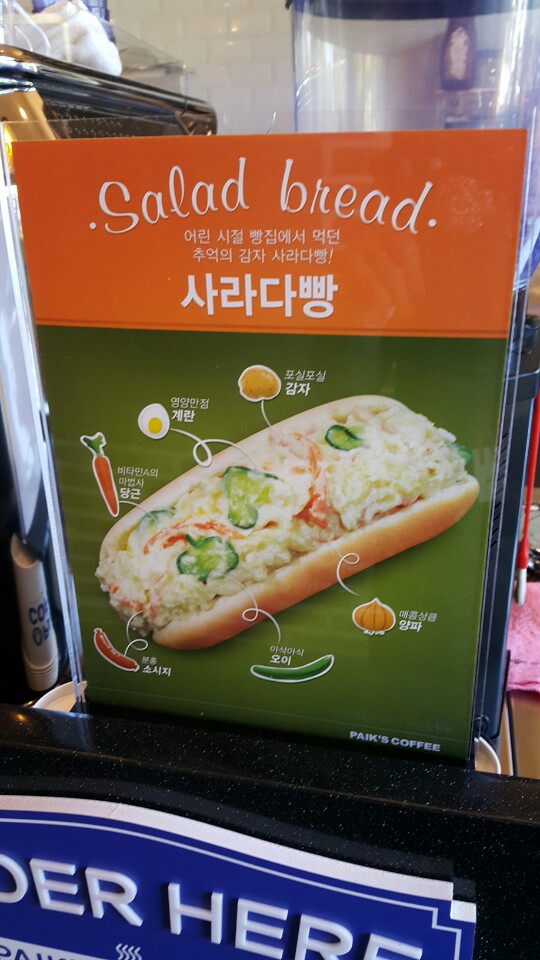 .Salad bread.
어린 시절 빵집에서 먹던
추억의 감자 사라다빵!
사라다빵
포실포실
감자
영양만점
계란
비타민A의
마법사
당근
매콤상큼
양파
아삭아삭
오이
분홍
소시지
PAIK'S COFFEE
DER HERE